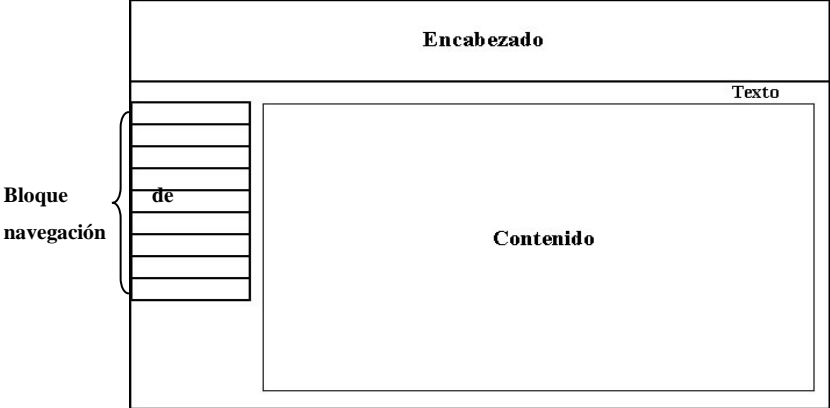 Encabezado
Texto
Bloque de
navegación
Contenido